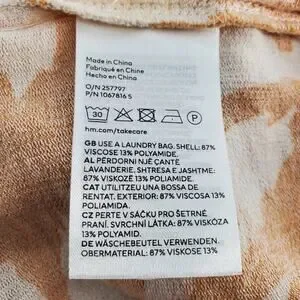 Made in China
Fabriqué en Chine
Hecho en China
O/N 257797
P/N 1067816 5
30 P
hm.com/takecare
GB USE A LAUNDRY BAG, SHELL: 87%
VISCOSE 13% POLYAMIDE.
AL PËRDORNI NJË ÇANTË
LAVANDERIE, SHTRESA E JASHTME:
87% VISKOZË 13% POLIAMIDE.
CAT UTILITZEU UNA BOSSA DE
RENTAT, EXTERIOR: 87% VISCOSA 13%
POLIAMIDA.
CZ PERTE V SÁČKU PRO ŠETRNÉ
PRANÍ, SVRCHNÍ LÁTKA: 87% VISKÓZA
13% POLYAMID.
DE WÄSCHEBEUTEL VERWENDEN,
OBERMATERIAL: 87% VISKOSE 13%